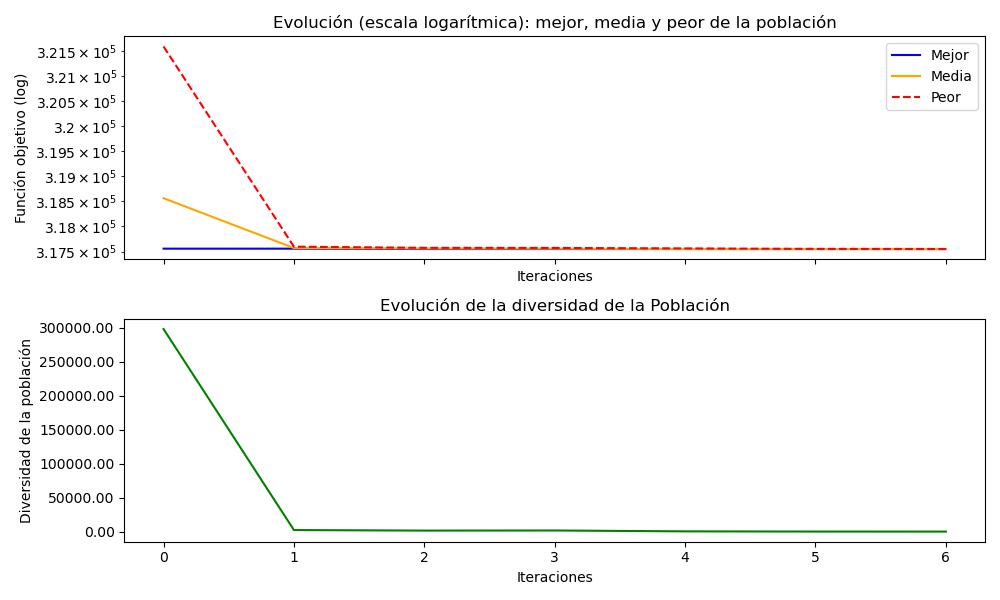 Evolución (escala logarítmica): mejor, media y peor de la población
Función objetivo (log)
3.215 × 10⁵
3.21 × 10⁵
3.205 × 10⁵
3.2 × 10⁵
3.195 × 10⁵
3.19 × 10⁵
3.185 × 10⁵
3.18 × 10⁵
3.175 × 10⁵
Mejor
Media
Peor
Iteraciones
Evolución de la diversidad de la Población
Diversidad de la población
300000.00
250000.00
200000.00
150000.00
100000.00
50000.00
0.00
0 1 2 3 4 5 6
Iteraciones